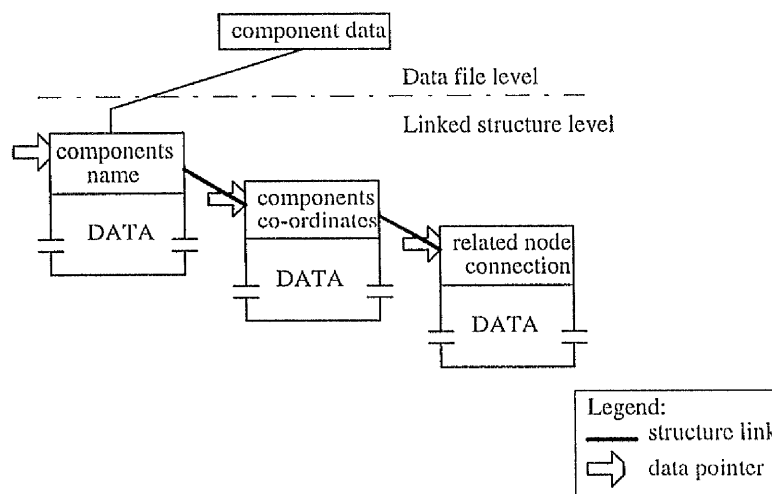 component data
Data file level
Linked structure level
components
name
DATA
components
co-ordinates
DATA
related node
connection
DATA
Legend:
structure link
data pointer